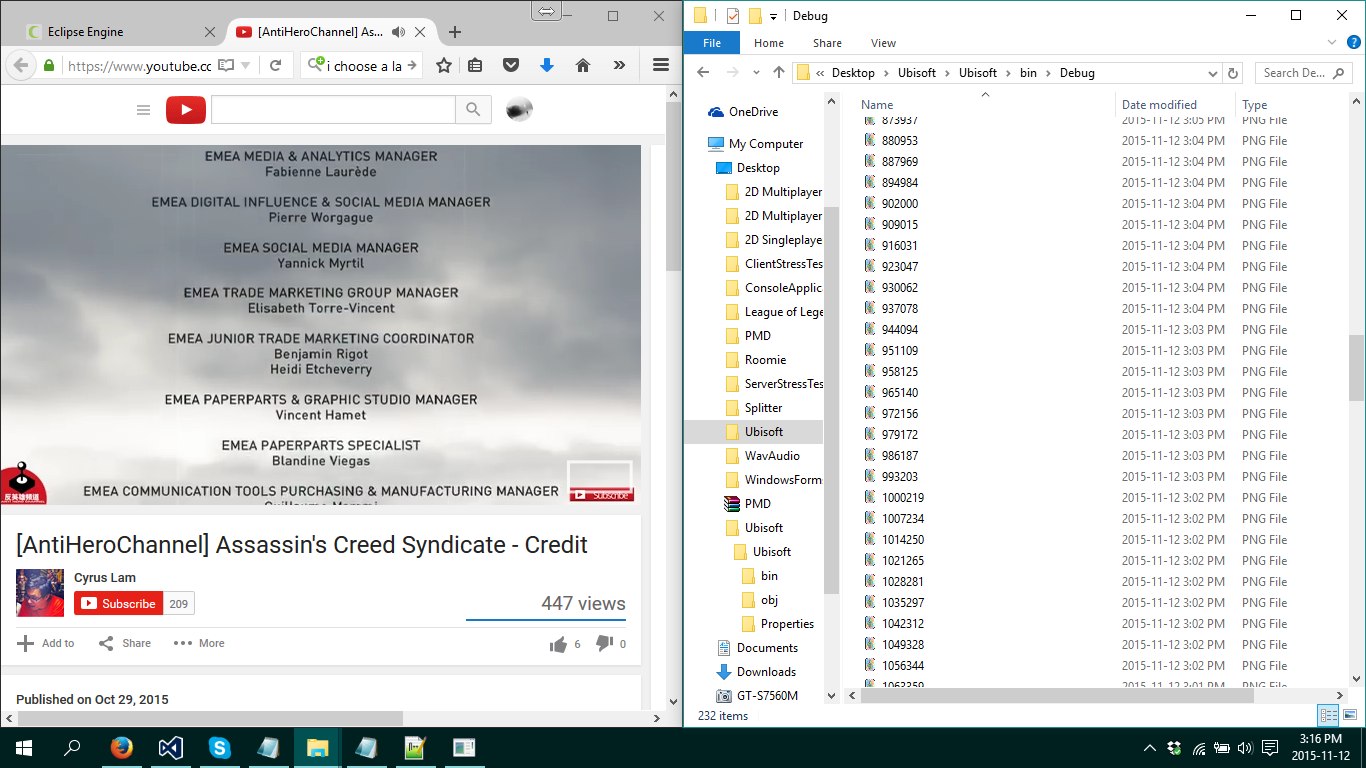 Eclipse Engine
[AntiHeroChannel] As...
https://www.youtube.co
i choose a la
EMEA MEDIA & ANALYTICS MANAGER
Fabienne Laurède
EMEA DIGITAL INFLUENCE & SOCIAL MEDIA MANAGER
Pierre Worgague
EMEA SOCIAL MEDIA MANAGER
Yannick Myrtil
EMEA TRADE MARKETING GROUP MANAGER
Elisabeth Torre-Vincent
EMEA JUNIOR TRADE MARKETING COORDINATOR
Benjamin Rigot
Heidi Etcheverry
EMEA PAPERPARTS & GRAPHIC STUDIO MANAGER
Vincent Hamet
EMEA PAPERPARTS SPECIALIST
Blandine Viegas
EMEA COMMUNICATION TOOLS PURCHASING & MANUFACTURING MANAGER
反英雄頻道
Subscribe
[AntiHeroChannel] Assassin's Creed Syndicate - Credit
Cyrus Lam
Subscribe 209
447 views
Add to Share More 6 0
Published on Oct 29, 2015
Debug
File Home Share View
« Desktop Ubisoft Ubisoft bin Debug
Search De...
OneDrive
My Computer
Desktop
2D Multiplayer
2D Multiplayer
2D Singleplaye
ClientStressTes
ConsoleApplica
League of Lege
PMD
Roomie
ServerStressTes
Splitter
Ubisoft
WavAudio
WindowsForm
PMD
Ubisoft
Ubisoft
bin
obj
Properties
Documents
Downloads
GT-S7560M
Name Date modified Type
873937 2015-11-12 3:05 PM PNG File
880953 2015-11-12 3:04 PM PNG File
887969 2015-11-12 3:04 PM PNG File
894984 2015-11-12 3:04 PM PNG File
902000 2015-11-12 3:04 PM PNG File
909015 2015-11-12 3:04 PM PNG File
916031 2015-11-12 3:04 PM PNG File
923047 2015-11-12 3:04 PM PNG File
930062 2015-11-12 3:04 PM PNG File
937078 2015-11-12 3:04 PM PNG File
944094 2015-11-12 3:03 PM PNG File
951109 2015-11-12 3:03 PM PNG File
958125 2015-11-12 3:03 PM PNG File
965140 2015-11-12 3:03 PM PNG File
972156 2015-11-12 3:03 PM PNG File
979172 2015-11-12 3:03 PM PNG File
986187 2015-11-12 3:03 PM PNG File
993203 2015-11-12 3:03 PM PNG File
1000219 2015-11-12 3:02 PM PNG File
1007234 2015-11-12 3:02 PM PNG File
1014250 2015-11-12 3:02 PM PNG File
1021265 2015-11-12 3:02 PM PNG File
1028281 2015-11-12 3:02 PM PNG File
1035297 2015-11-12 3:02 PM PNG File
1042312 2015-11-12 3:02 PM PNG File
1049328 2015-11-12 3:02 PM PNG File
1056344 2015-11-12 3:02 PM PNG File
1063359 2015-11-12 3:01 PM PNG File
232 items
3:16 PM
2015-11-12